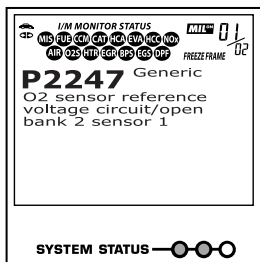 I/M MONITOR STATUS
MIL ON 01/02
MIS FUE CCM CAT HCA EVA HCC NOx
AIR O2S HTR EGR BPS EGS DPF
FREEZE FRAME
P2247 Generic
O2 sensor reference
voltage circuit/open
bank 2 sensor 1
SYSTEM STATUS